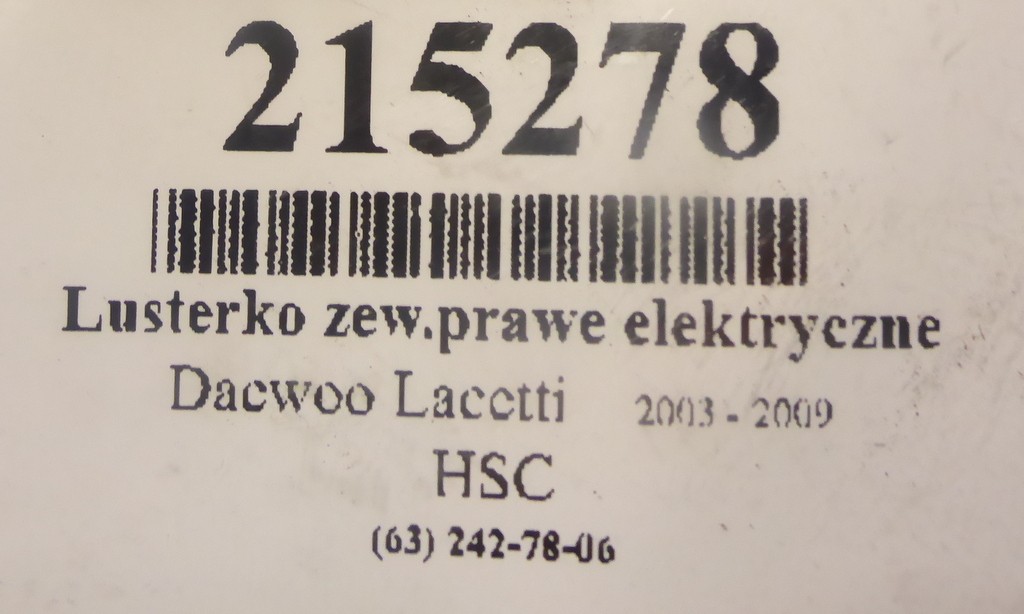 215278
Lusterko zew.prawe elektryczne
Daewoo Lacetti 2003 - 2009
HSC
(63) 242-78-06